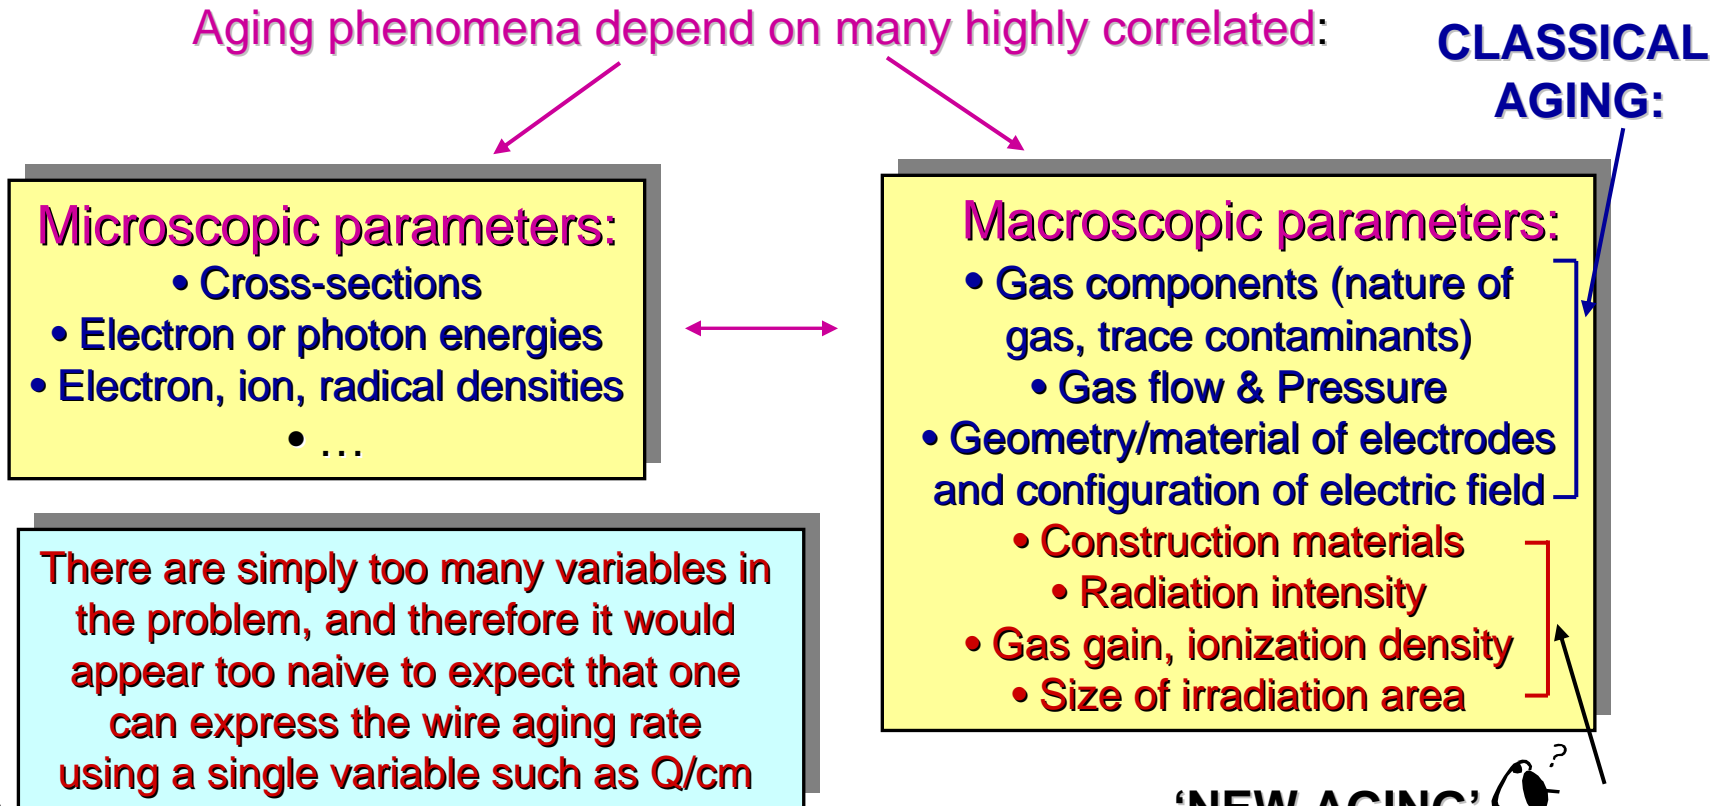 Aging phenomena depend on many highly correlated:
CLASSICAL
AGING:
Microscopic parameters:
• Cross-sections
• Electron or photon energies
• Electron, ion, radical densities
• …
Macroscopic parameters:
• Gas components (nature of
gas, trace contaminants)
• Gas flow & Pressure
• Geometry/material of electrodes
and configuration of electric field
• Construction materials
• Radiation intensity
• Gas gain, ionization density
• Size of irradiation area
There are simply too many variables in
the problem, and therefore it would
appear too naive to expect that one
can express the wire aging rate
using a single variable such as Q/cm
?
‘NEW AGING’